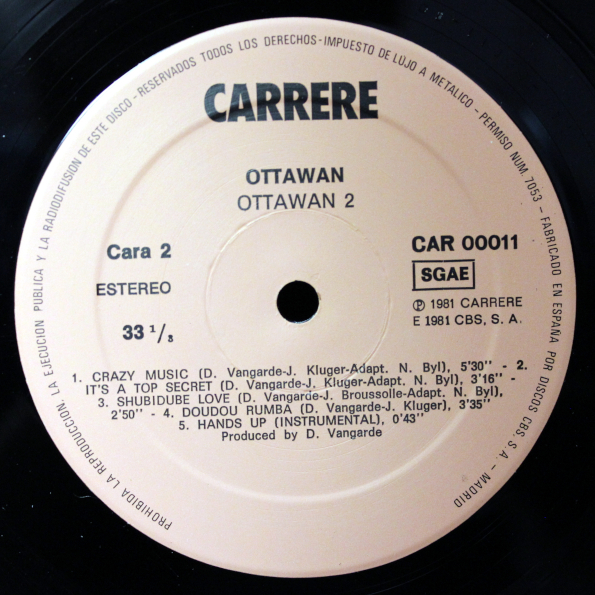 PROHIBIDA LA REPRODUCCION, LA EJECUCION PUBLICA Y LA RADIODIFUSION DE ESTE DISCO-RESERVADOS TODOS LOS DERECHOS-IMPUESTO DE LUJO A METALICO-PERMISO NUM. 7053-FABRICADO EN ESPAÑA POR DISCOS CBS, S. A.-MADRID
CARRERE
OTTAWAN
OTTAWAN 2
Cara 2
ESTEREO
33 1/3
CAR 00011
SGAE
Ⓟ 1981 CARRERE
E 1981 CBS, S. A.
1. CRAZY MUSIC (D. Vangarde-J. Kluger-Adapt. N. Byl), 5'30'' - 2.
IT'S A TOP SECRET (D. Vangarde-J. Kluger-Adapt. N. Byl), 3'16'' -
3. SHUBIDUBE LOVE (D. Vangarde-J. Broussolle-Adapt. N. Byl),
2'50'' - 4. DOUDOU RUMBA (D. Vangarde-J. Kluger), 3'35''
5. HANDS UP (INSTRUMENTAL), 0'43''
Produced by D. Vangarde